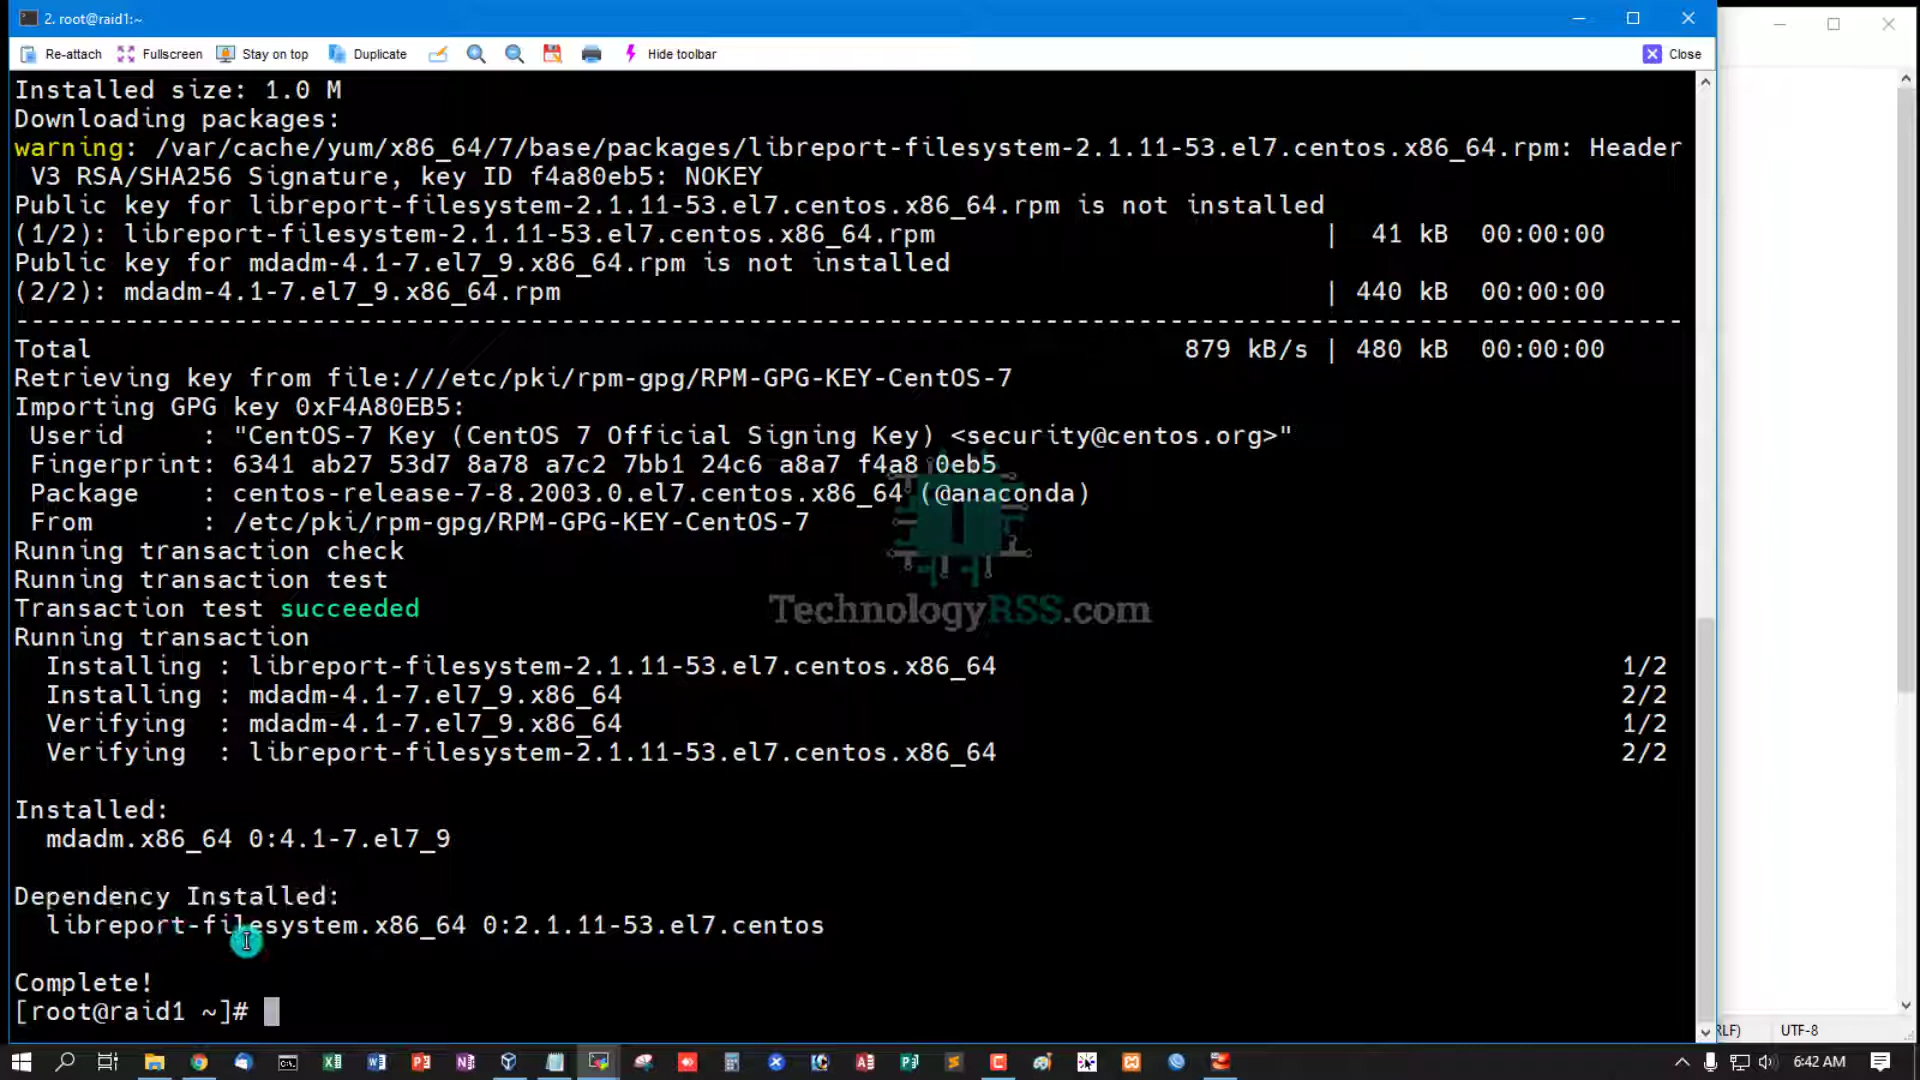 2. root@raid1:~
Re-attach Fullscreen Stay on top Duplicate Hide toolbar Close
Installed size: 1.0 M
Downloading packages:
warning: /var/cache/yum/x86_64/7/base/packages/libreport-filesystem-2.1.11-53.el7.centos.x86_64.rpm: Header
V3 RSA/SHA256 Signature, key ID f4a80eb5: NOKEY
Public key for libreport-filesystem-2.1.11-53.el7.centos.x86_64.rpm is not installed
(1/2): libreport-filesystem-2.1.11-53.el7.centos.x86_64.rpm | 41 kB 00:00:00
Public key for mdadm-4.1-7.el7_9.x86_64.rpm is not installed
(2/2): mdadm-4.1-7.el7_9.x86_64.rpm | 440 kB 00:00:00
------------------------------------------------------------------------------------------------------------
Total 879 kB/s | 480 kB 00:00:00
Retrieving key from file:///etc/pki/rpm-gpg/RPM-GPG-KEY-CentOS-7
Importing GPG key 0xF4A80EB5:
Userid : "CentOS-7 Key (CentOS 7 Official Signing Key) <security@centos.org>"
Fingerprint: 6341 ab27 53d7 8a78 a7c2 7bb1 24c6 a8a7 f4a8 0eb5
Package : centos-release-7-8.2003.0.el7.centos.x86_64 (@anaconda)
From : /etc/pki/rpm-gpg/RPM-GPG-KEY-CentOS-7
Running transaction check
Running transaction test
Transaction test succeeded
TechnologyRSS.com
Running transaction
Installing : libreport-filesystem-2.1.11-53.el7.centos.x86_64 1/2
Installing : mdadm-4.1-7.el7_9.x86_64 2/2
Verifying : mdadm-4.1-7.el7_9.x86_64 1/2
Verifying : libreport-filesystem-2.1.11-53.el7.centos.x86_64 2/2
Installed:
mdadm.x86_64 0:4.1-7.el7_9
Dependency Installed:
libreport-filesystem.x86_64 0:2.1.11-53.el7.centos
Complete!
[root@raid1 ~]#
RLF) UTF-8
6:42 AM